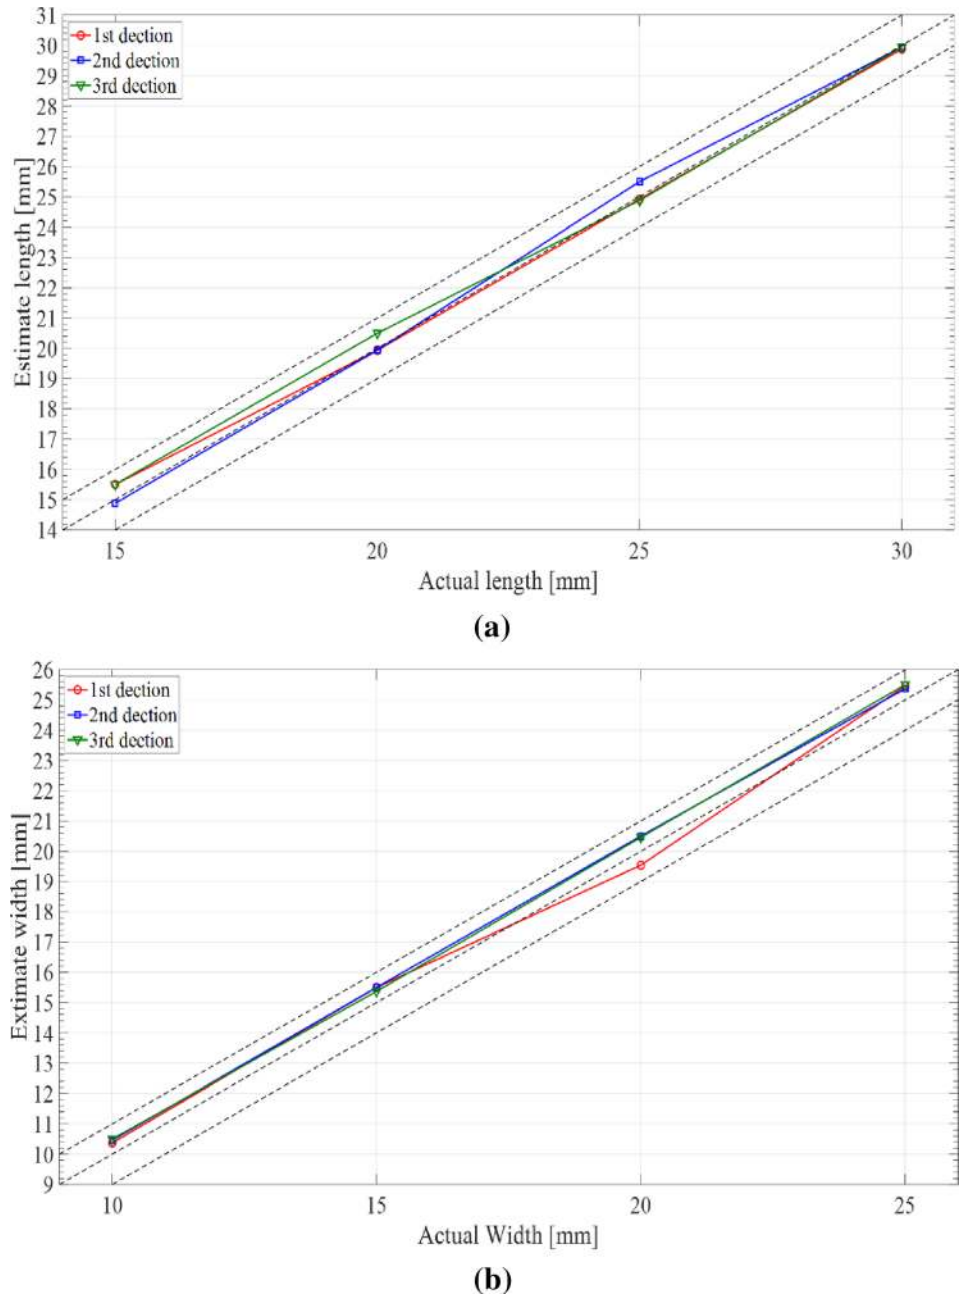 31
30
29
28
27
26
25
24
23
22
21
20
19
18
17
16
15
14
Estimate length [mm]
1st dection
2nd dection
3rd dection
15 20 25 30
Actual length [mm]
(a)
26
25
24
23
22
21
20
19
18
17
16
15
14
13
12
11
10
9
Extimate width [mm]
1st dection
2nd dection
3rd dection
10 15 20 25
Actual Width [mm]
(b)